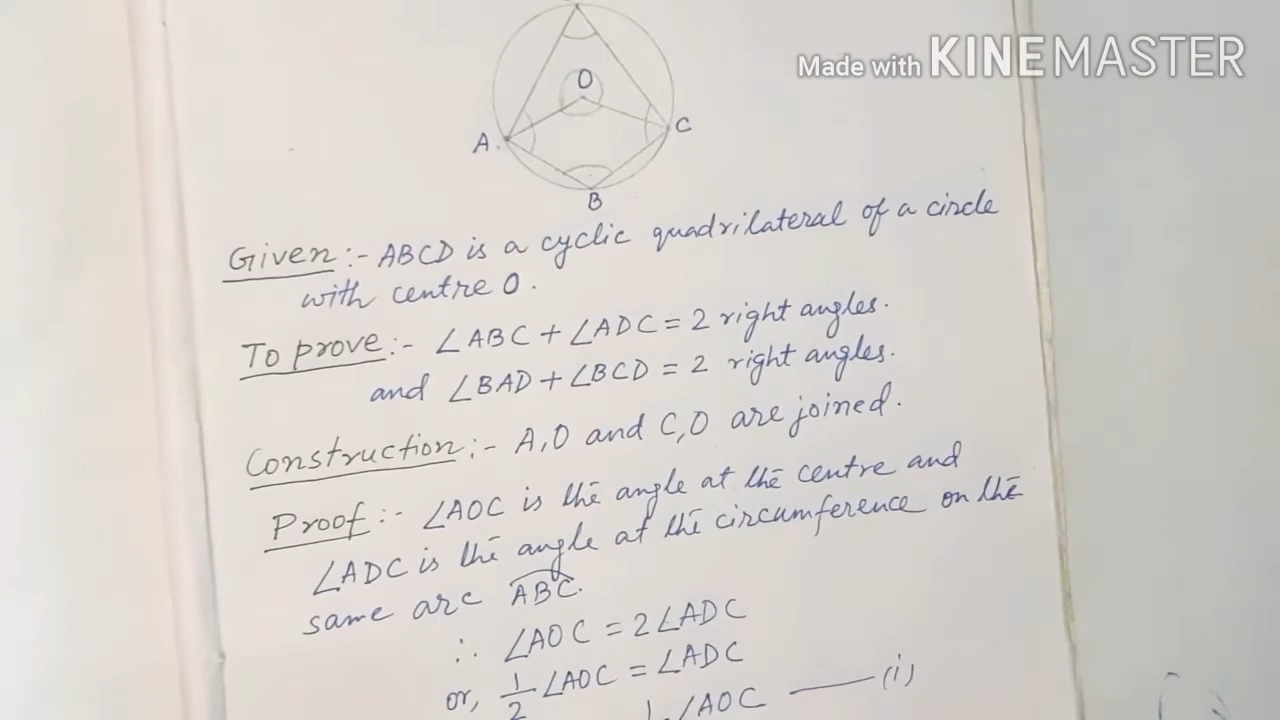 Made with KINEMASTER
O
A.
C
B
Given :- ABCD is a cyclic quadrilateral of a circle
with centre O.
To prove :- ∠ABC + ∠ADC = 2 right angles.
and ∠BAD + ∠BCD = 2 right angles.
Construction :- A,O and C,O are joined.
Proof :- ∠AOC is the angle at the centre and
∠ADC is the angle at the circumference on the
same arc ABC.
∴ ∠AOC = 2∠ADC
or, 1/2 ∠AOC = ∠ADC
∠AOC —— (i)